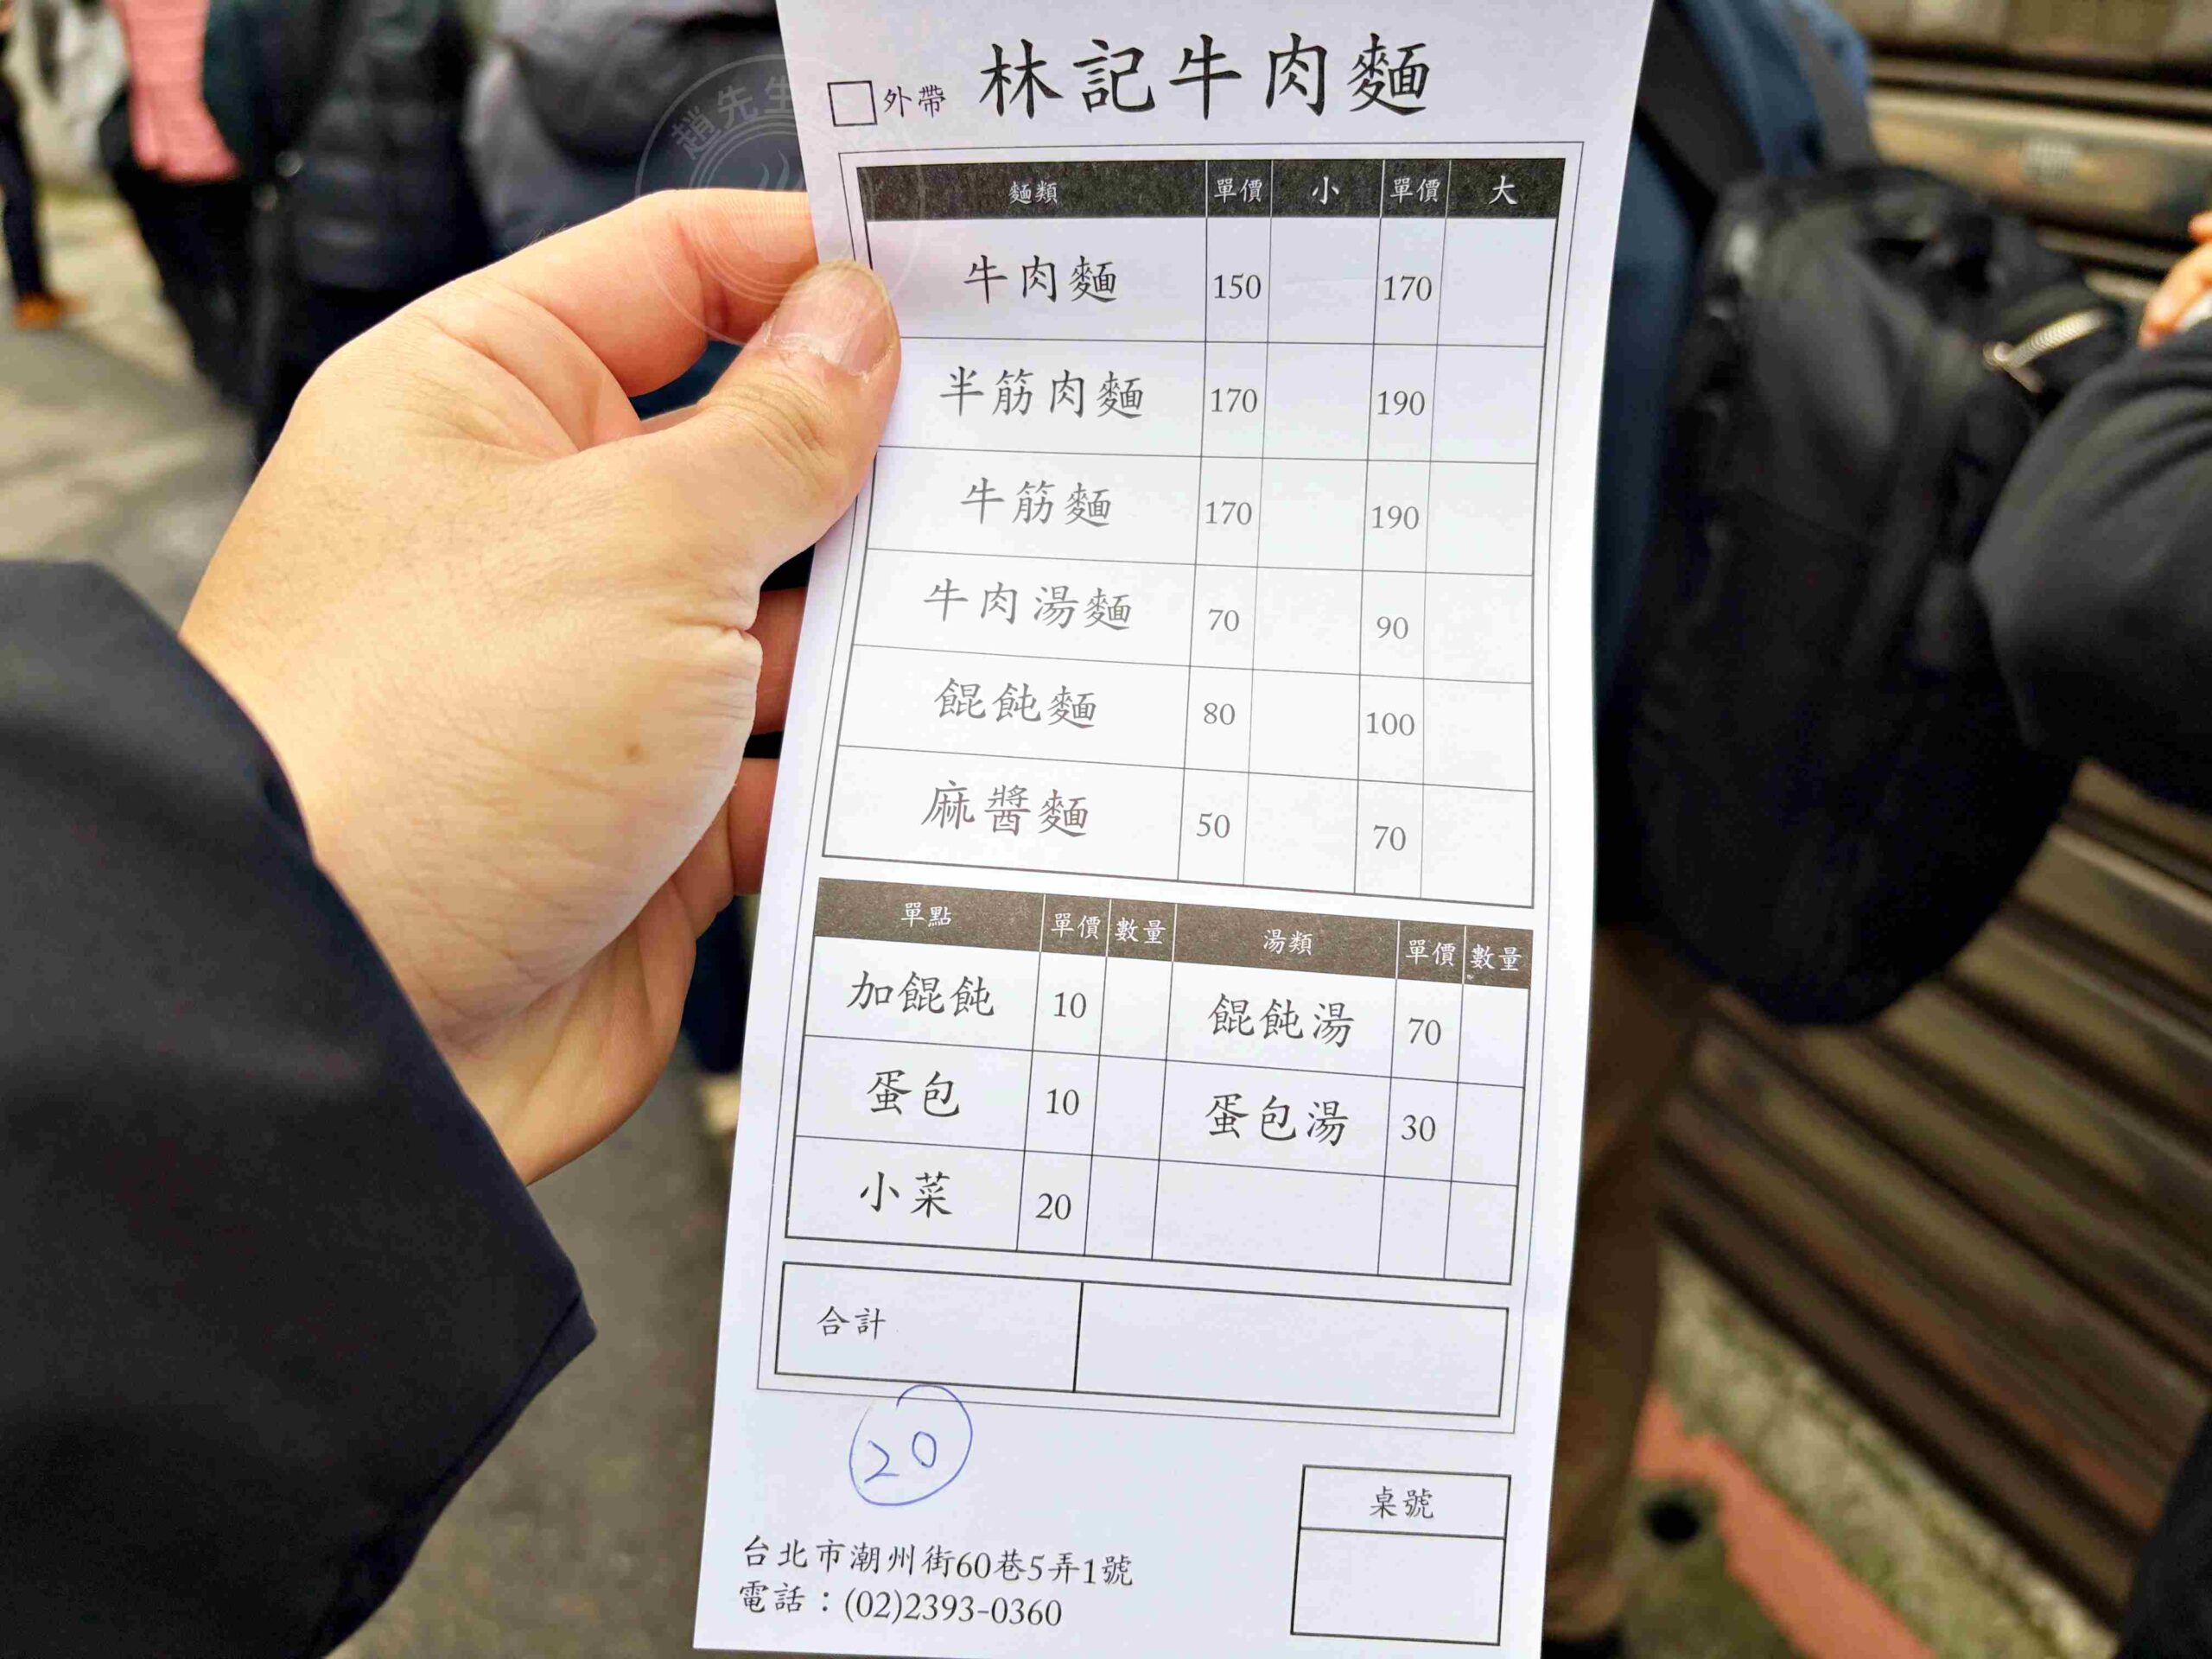 林記牛肉麵
外帶
麵類 單價 小 單價 大
牛肉麵 150 170
半筋肉麵 170 190
牛筋麵 170 190
牛肉湯麵 70 90
餛飩麵 80 100
麻醬麵 50 70
單點 單價 數量 湯類 單價 數量
加餛飩 10 餛飩湯 70
蛋包 10 蛋包湯 30
小菜 20
合計
20
桌號
台北市潮州街60巷5弄1號
電話：(02)2393-0360
趙先生